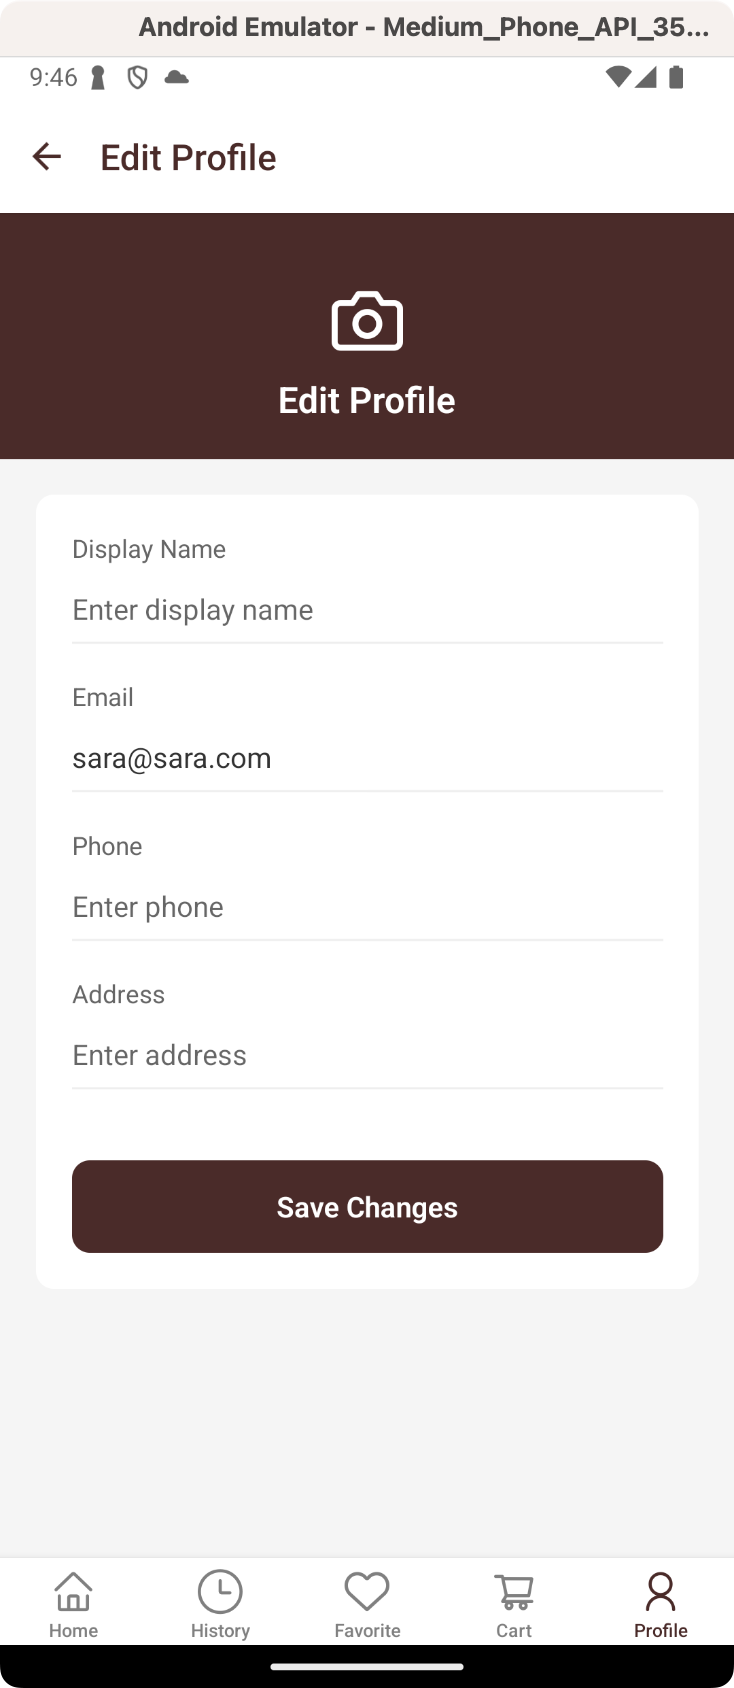 Android Emulator - Medium_Phone_API_35...
9:46
Edit Profile
Edit Profile
Display Name
Enter display name
Email
sara@sara.com
Phone
Enter phone
Address
Enter address
Save Changes
Home History Favorite Cart Profile